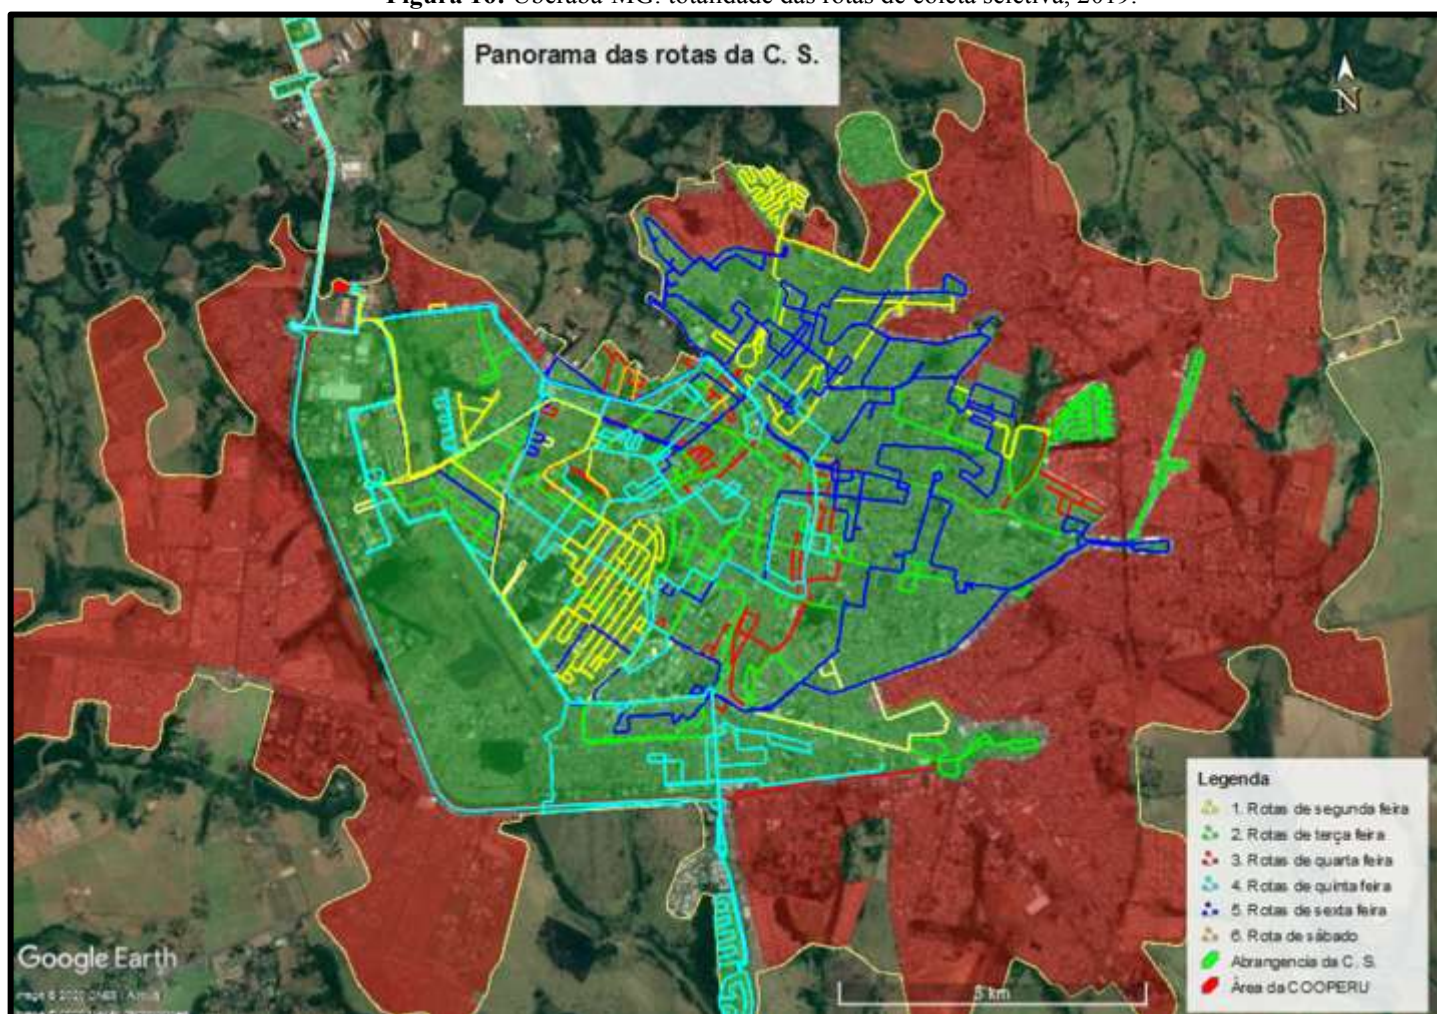 Figura 16. Uberaba-MG: totalidade das rotas de coleta seletiva, 2019.
Panorama das rotas da C. S.
N
Legenda
1. Rotas de segunda feira
2. Rotas de terça feira
3. Rotas de quarta feira
4. Rotas de quinta feira
5. Rotas de sexta feira
6. Rota de sábado
Abrangencia da C. S.
Área da COOPERU
Google Earth
5 km